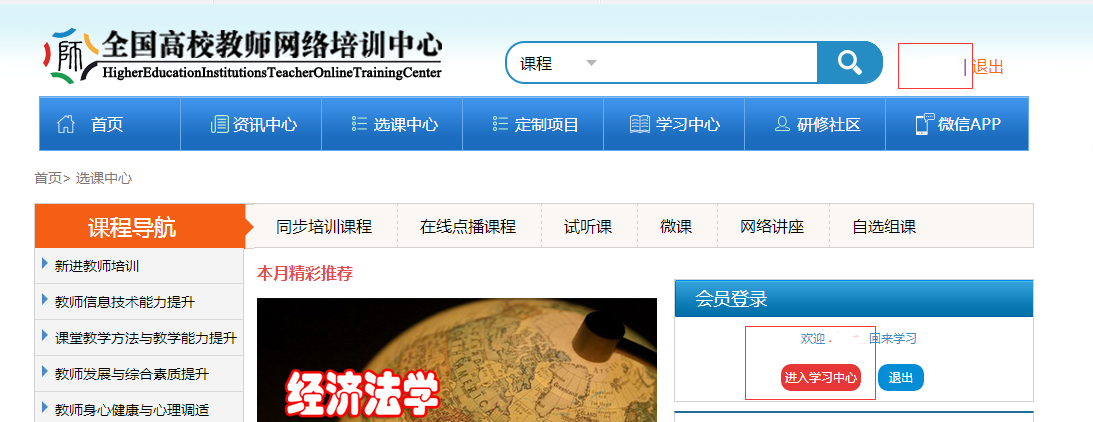 全国高校教师网络培训中心
HigherEducationInstitutionsTeacherOnlineTrainingCenter
课程
| 退出
首页 资讯中心 选课中心 定制项目 学习中心 研修社区 微信APP
首页> 选课中心
课程导航
同步培训课程 在线点播课程 试听课 微课 网络讲座 自选组课
新进教师培训
教师信息技术能力提升
课堂教学方法与教学能力提升
教师发展与综合素质提升
教师身心健康与心理调适
本月精彩推荐
经济法学
会员登录
欢迎 回来学习
进入学习中心 退出